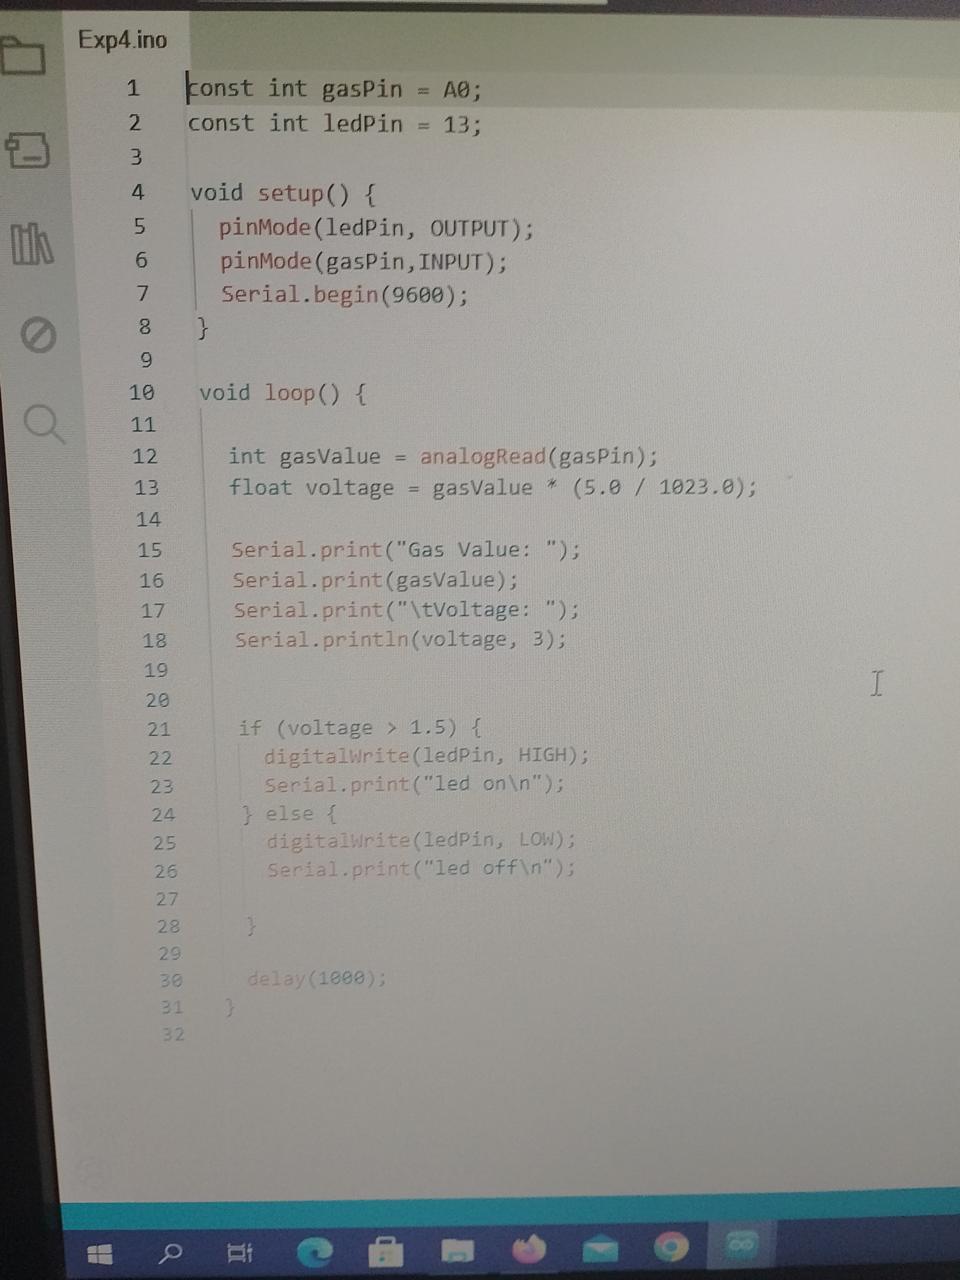 Exp4.ino
1 const int gasPin = A0;
2 const int ledPin = 13;
3
4 void setup() {
5 pinMode(ledPin, OUTPUT);
6 pinMode(gasPin,INPUT);
7 Serial.begin(9600);
8 }
9
10 void loop() {
11
12 int gasValue = analogRead(gasPin);
13 float voltage = gasValue * (5.0 / 1023.0);
14
15 Serial.print("Gas Value: ");
16 Serial.print(gasValue);
17 Serial.print("\tVoltage: ");
18 Serial.println(voltage, 3);
19
20
21 if (voltage > 1.5) {
22 digitalWrite(ledPin, HIGH);
23 Serial.print("led on\n");
24 } else {
25 digitalWrite(ledPin, LOW);
26 Serial.print("led off\n");
27
28 }
29
30 delay(1000);
31 }
32